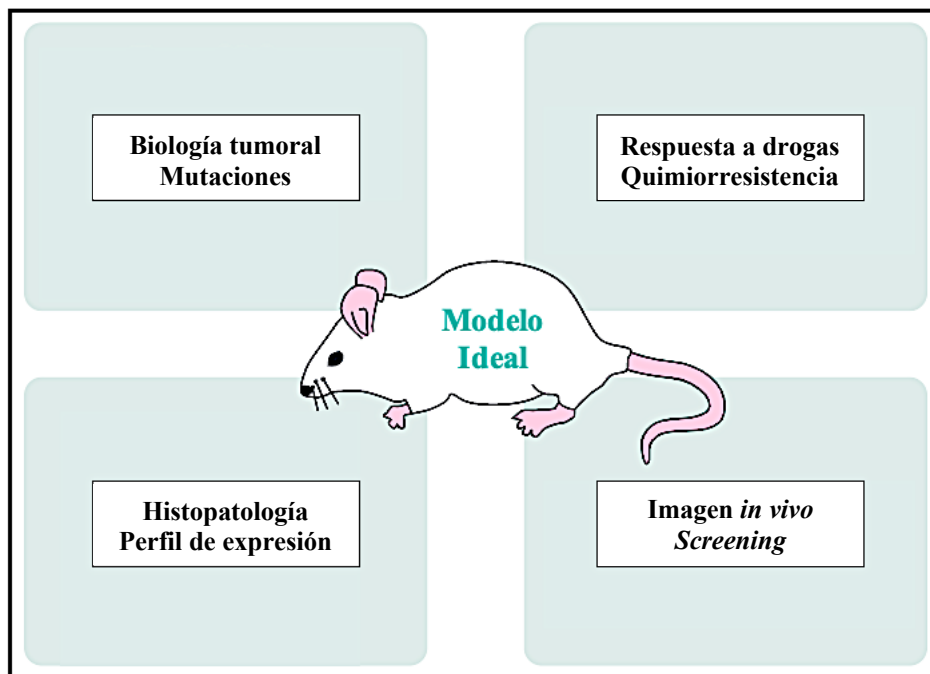 Biología tumoral
Mutaciones
Respuesta a drogas
Quimiorresistencia
Modelo
Ideal
Histopatología
Perfil de expresión
Imagen in vivo
Screening